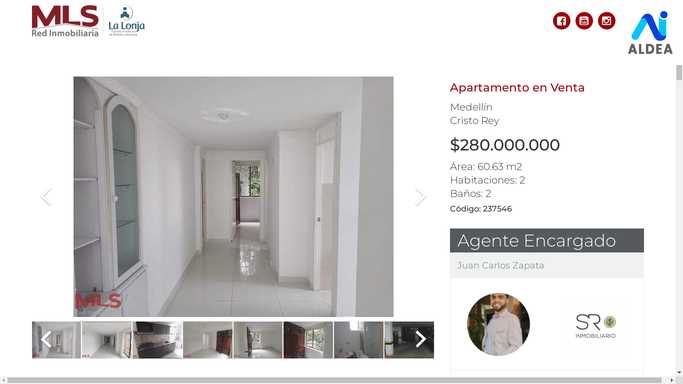 MLS
Red Inmobiliaria
La Lonja
ALDEA
Apartamento en Venta
Medellín
Cristo Rey
$280.000.000
Área: 60.63 m2
Habitaciones: 2
Baños: 2
Código: 237546
Agente Encargado
Juan Carlos Zapata
MLS
SR
INMOBILIARIO
MLS